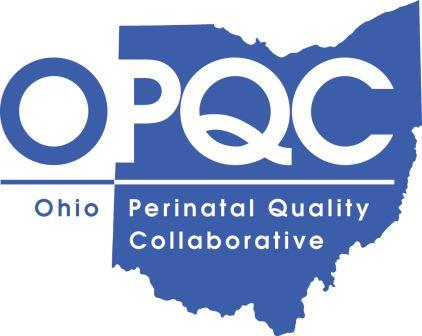 OPQC
Ohio Perinatal Quality
Collaborative